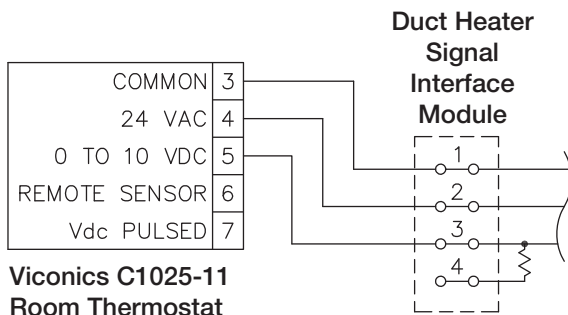 Duct Heater
Signal
Interface
Module
COMMON 3
24 VAC 4
0 TO 10 VDC 5
REMOTE SENSOR 6
Vdc PULSED 7
1
2
3
4
Viconics C1025-11
Room Thermostat